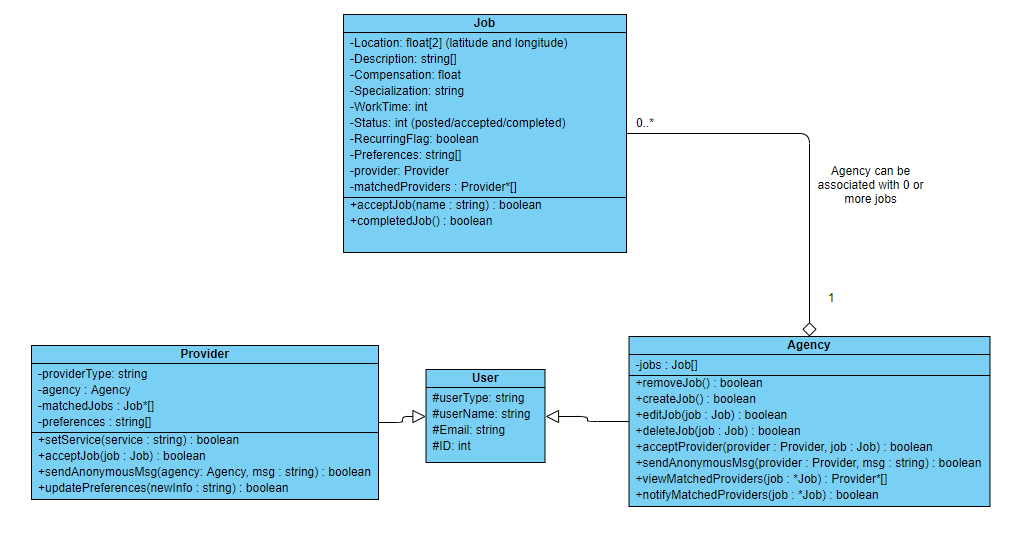 Job
-Location: float[2] (latitude and longitude)
-Description: string[]
-Compensation: float
-Specialization: string
-WorkTime: int
-Status: int (posted/accepted/completed)
-RecurringFlag: boolean
-Preferences: string[]
-provider: Provider
-matchedProviders : Provider*[]
+acceptJob(name : string) : boolean
+completedJob() : boolean
0..*
Agency can be
associated with 0 or
more jobs
1
Provider
-providerType: string
-agency : Agency
-matchedJobs : Job*[]
-preferences : string[]
+setService(service : string) : boolean
+acceptJob(job : Job) : boolean
+sendAnonymousMsg(agency: Agency, msg : string) : boolean
+updatePreferences(newInfo : string) : boolean
User
#userType: string
#userName: string
#Email: string
#ID: int
Agency
-jobs : Job[]
+removeJob() : boolean
+createJob() : boolean
+editJob(job : Job) : boolean
+deleteJob(job : Job) : boolean
+acceptProvider(provider : Provider, job : Job) : boolean
+sendAnonymousMsg(provider : Provider, msg : string) : boolean
+viewMatchedProviders(job : *Job) : Provider*[]
+notifyMatchedProviders(job : *Job) : boolean